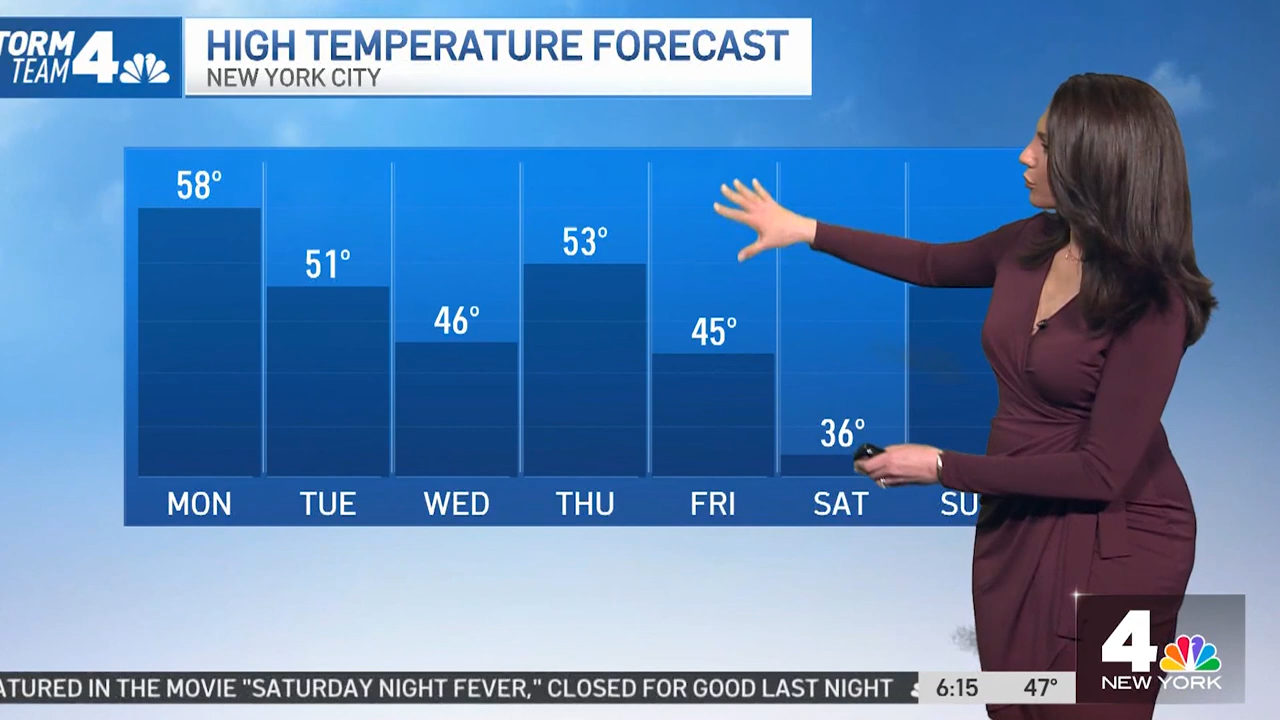 TORM
TEAM 4
HIGH TEMPERATURE FORECAST
NEW YORK CITY
58° 51° 46° 53° 45° 36°
MON TUE WED THU FRI SAT SU
ATURED IN THE MOVIE "SATURDAY NIGHT FEVER," CLOSED FOR GOOD LAST NIGHT
6:15 47°
4
NEW YORK